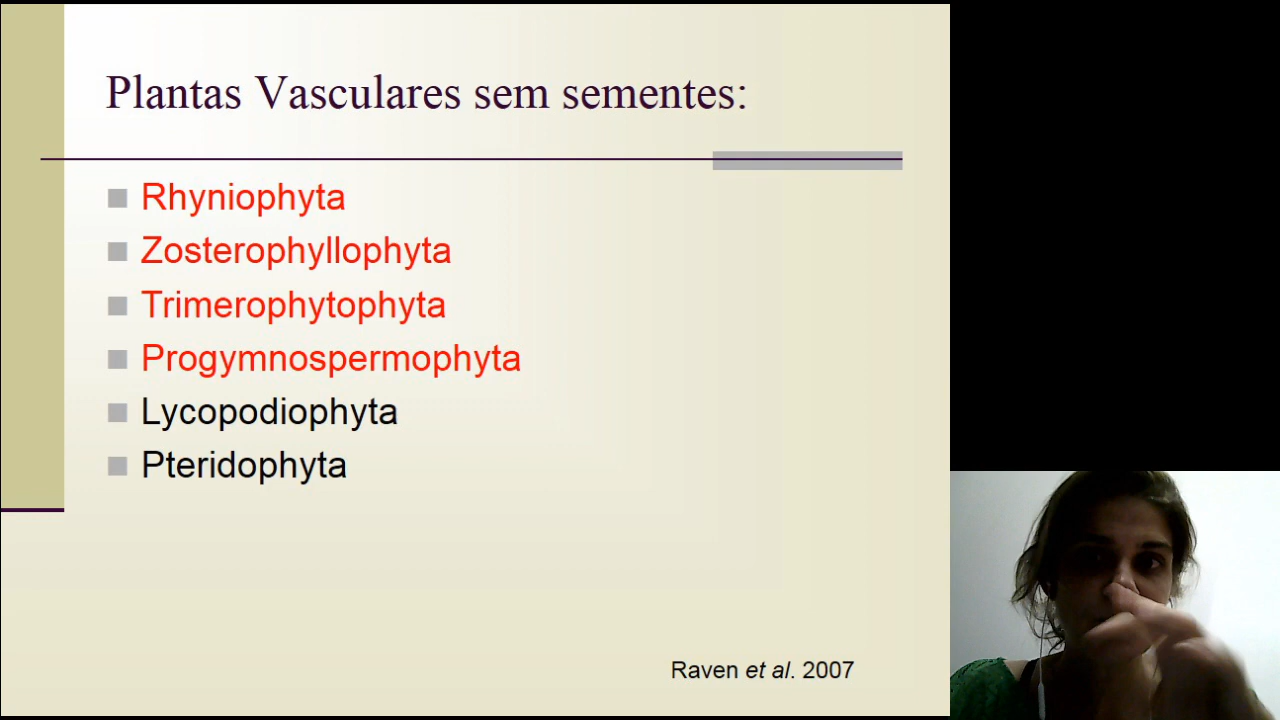 Plantas Vasculares sem sementes:
Rhyniophyta
Zosterophyllophyta
Trimerophytophyta
Progymnospermophyta
Lycopodiophyta
Pteridophyta
Raven et al. 2007